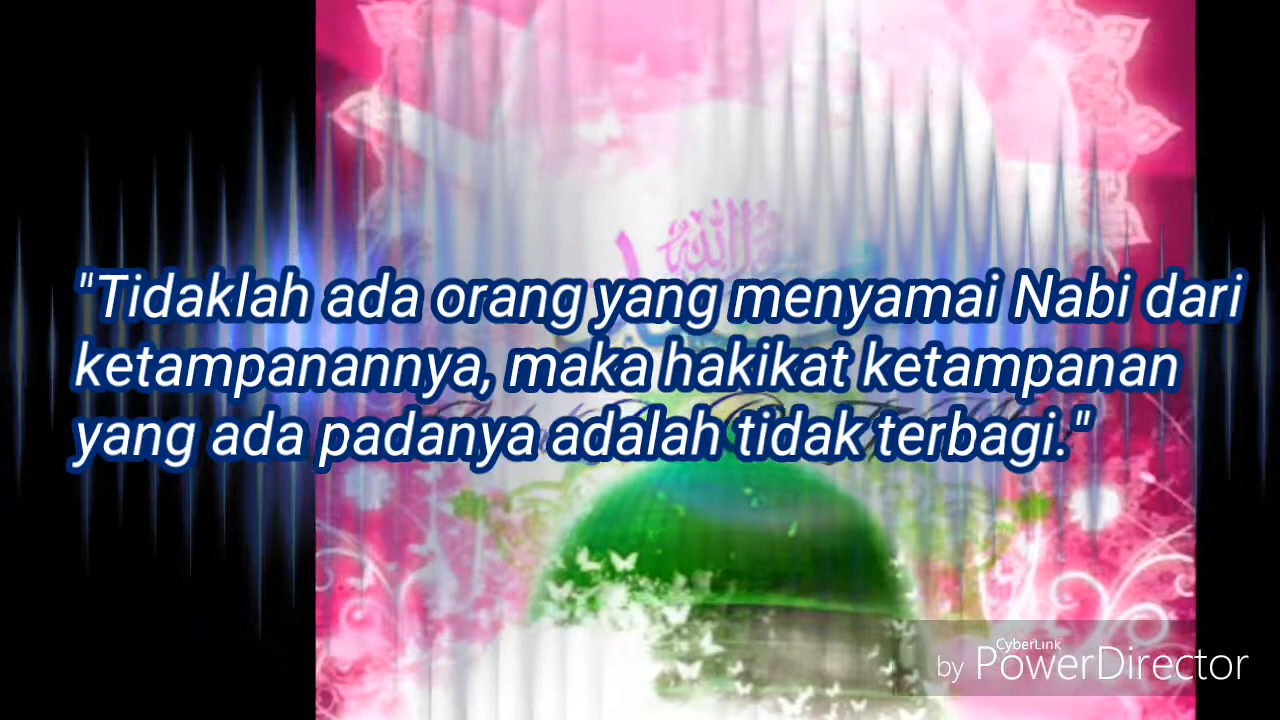 الله
"Tidaklah ada orang yang menyamai Nabi dari
ketampanannya, maka hakikat ketampanan
yang ada padanya adalah tidak terbagi."
CyberLink
by PowerDirector